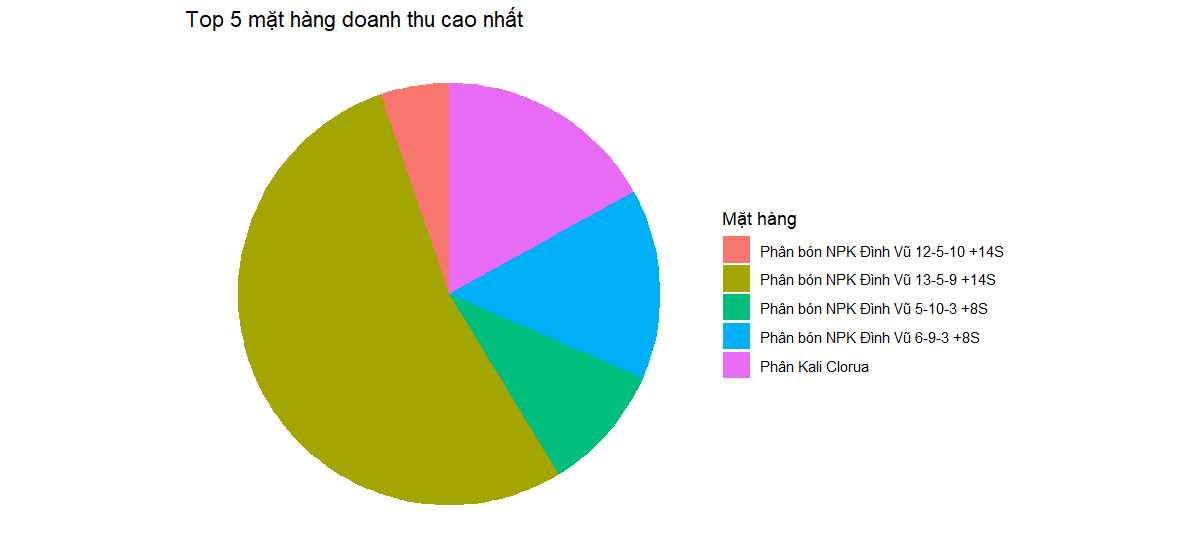 Top 5 mặt hàng doanh thu cao nhất
Mặt hàng
Phân bón NPK Đình Vũ 12-5-10 +14S
Phân bón NPK Đình Vũ 13-5-9 +14S
Phân bón NPK Đình Vũ 5-10-3 +8S
Phân bón NPK Đình Vũ 6-9-3 +8S
Phân Kali Clorua